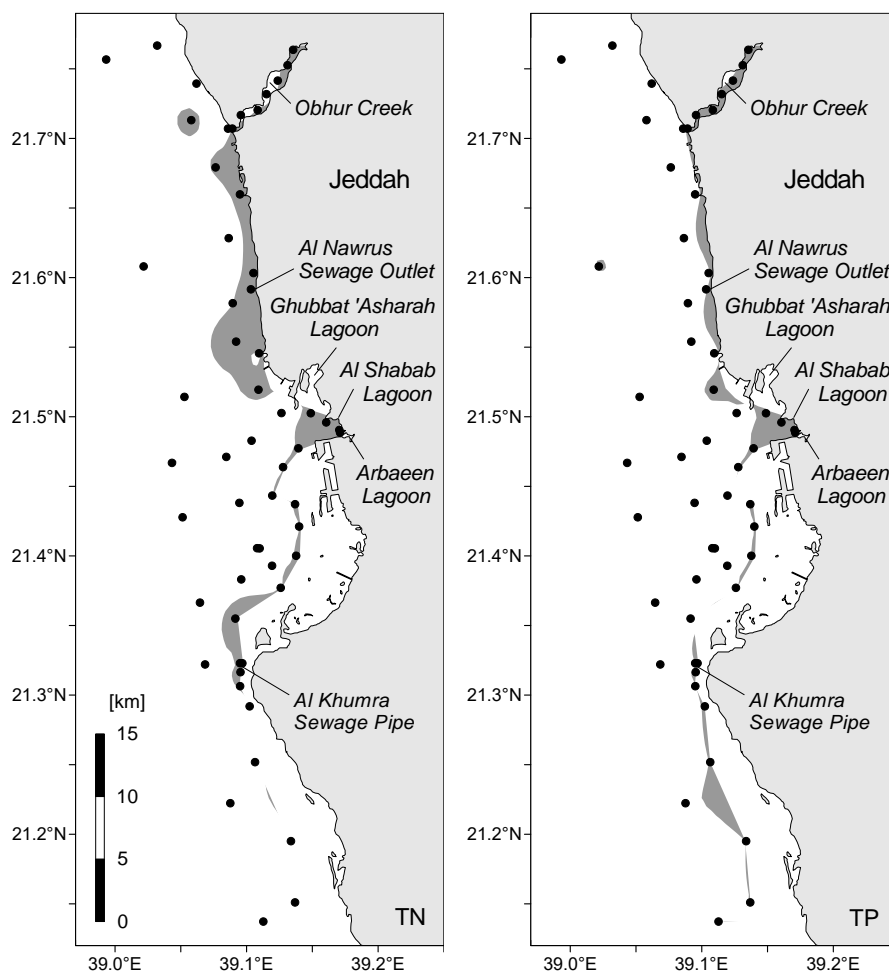 21.7°N
21.6°N
21.5°N
21.4°N
21.3°N
21.2°N
39.0°E
39.1°E
39.2°E
Obhur Creek
Jeddah
Al Nawrus
Sewage Outlet
Ghubbat 'Asharah
Lagoon
Al Shabab
Lagoon
Arbaeen
Lagoon
Al Khumra
Sewage Pipe
[km]
15
10
5
0
TN
21.7°N
21.6°N
21.5°N
21.4°N
21.3°N
21.2°N
39.0°E
39.1°E
39.2°E
Obhur Creek
Jeddah
Al Nawrus
Sewage Outlet
Ghubbat 'Asharah
Lagoon
Al Shabab
Lagoon
Arbaeen
Lagoon
Al Khumra
Sewage Pipe
TP